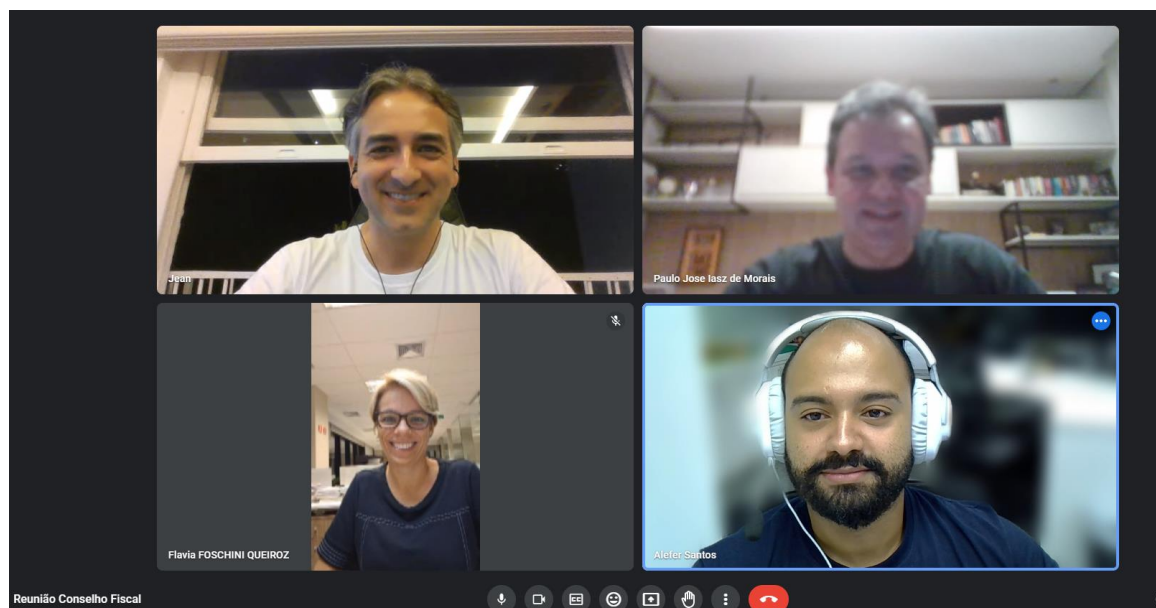 Jean
Paulo Jose Iasz de Morais
Flavia FOSCHINI QUEIROZ
Alefer Santos
Reunião Conselho Fiscal